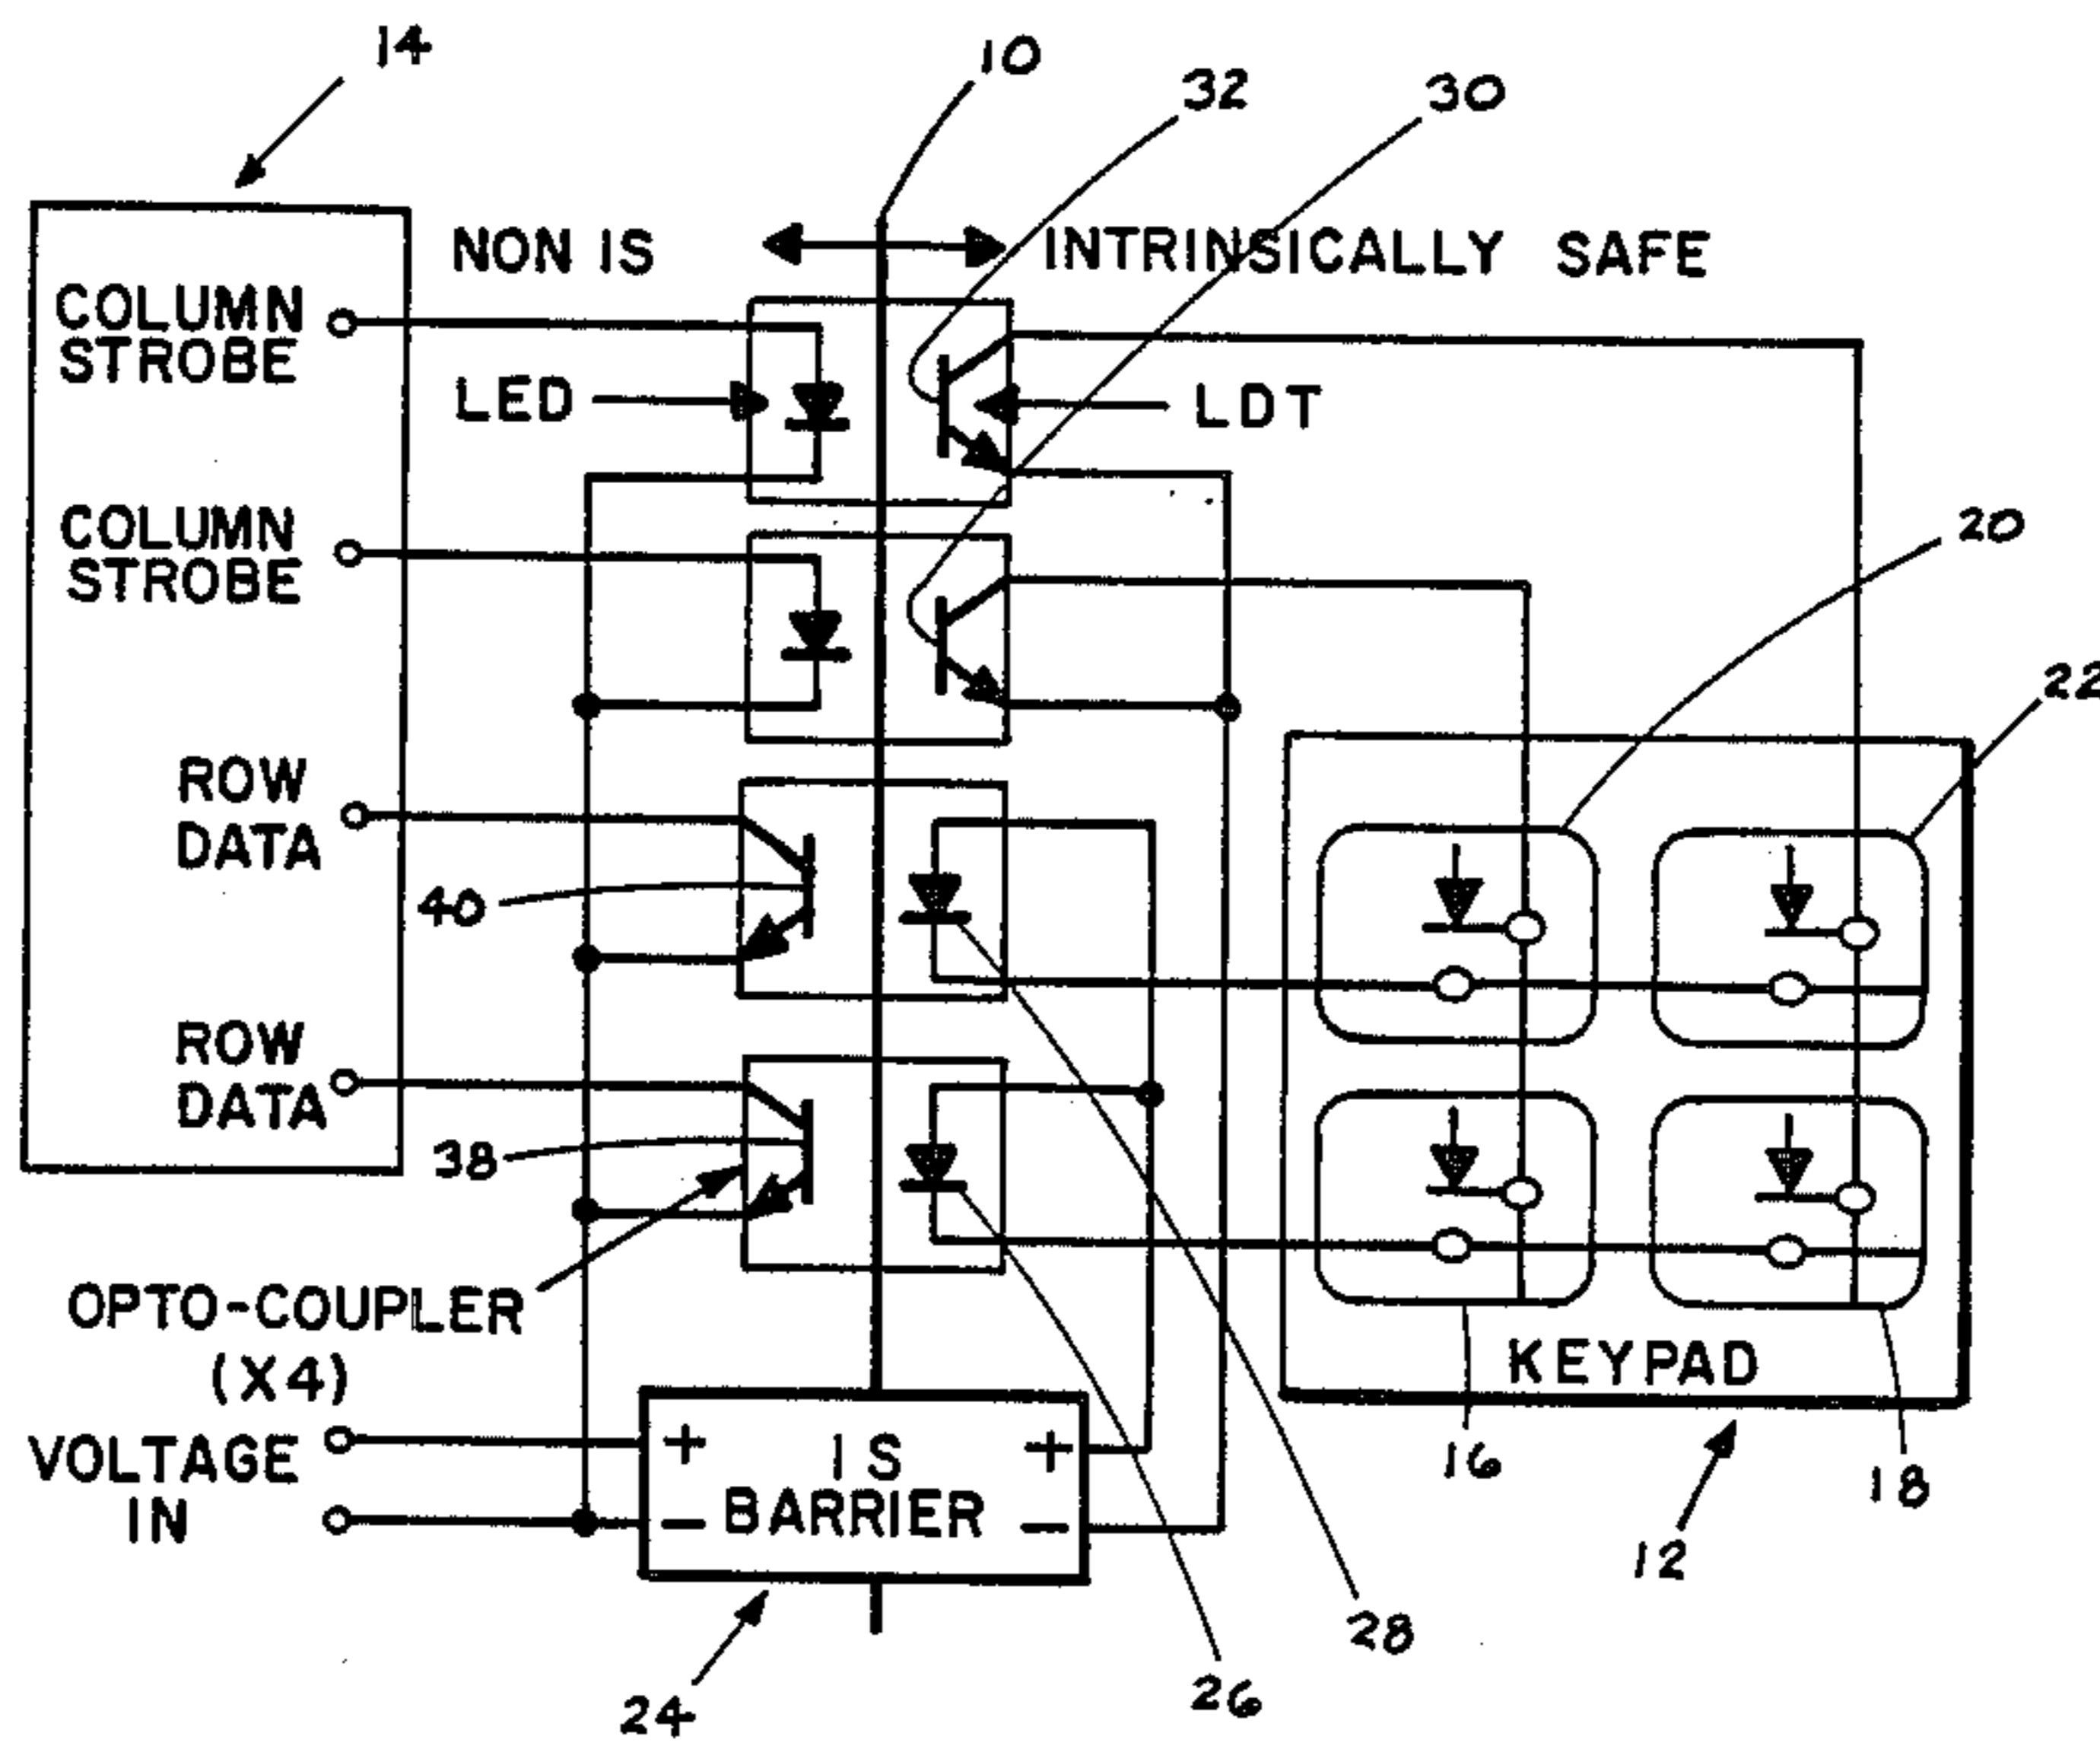 14
10
32
30
NON IS
INTRINSICALLY SAFE
COLUMN
STROBE
LED
LDT
COLUMN
STROBE
20
22
ROW
DATA
40
ROW
DATA
38
OPTO-COUPLER
(X4)
KEYPAD
VOLTAGE
IN
+ IS +
- BARRIER -
16
18
12
28
26
24